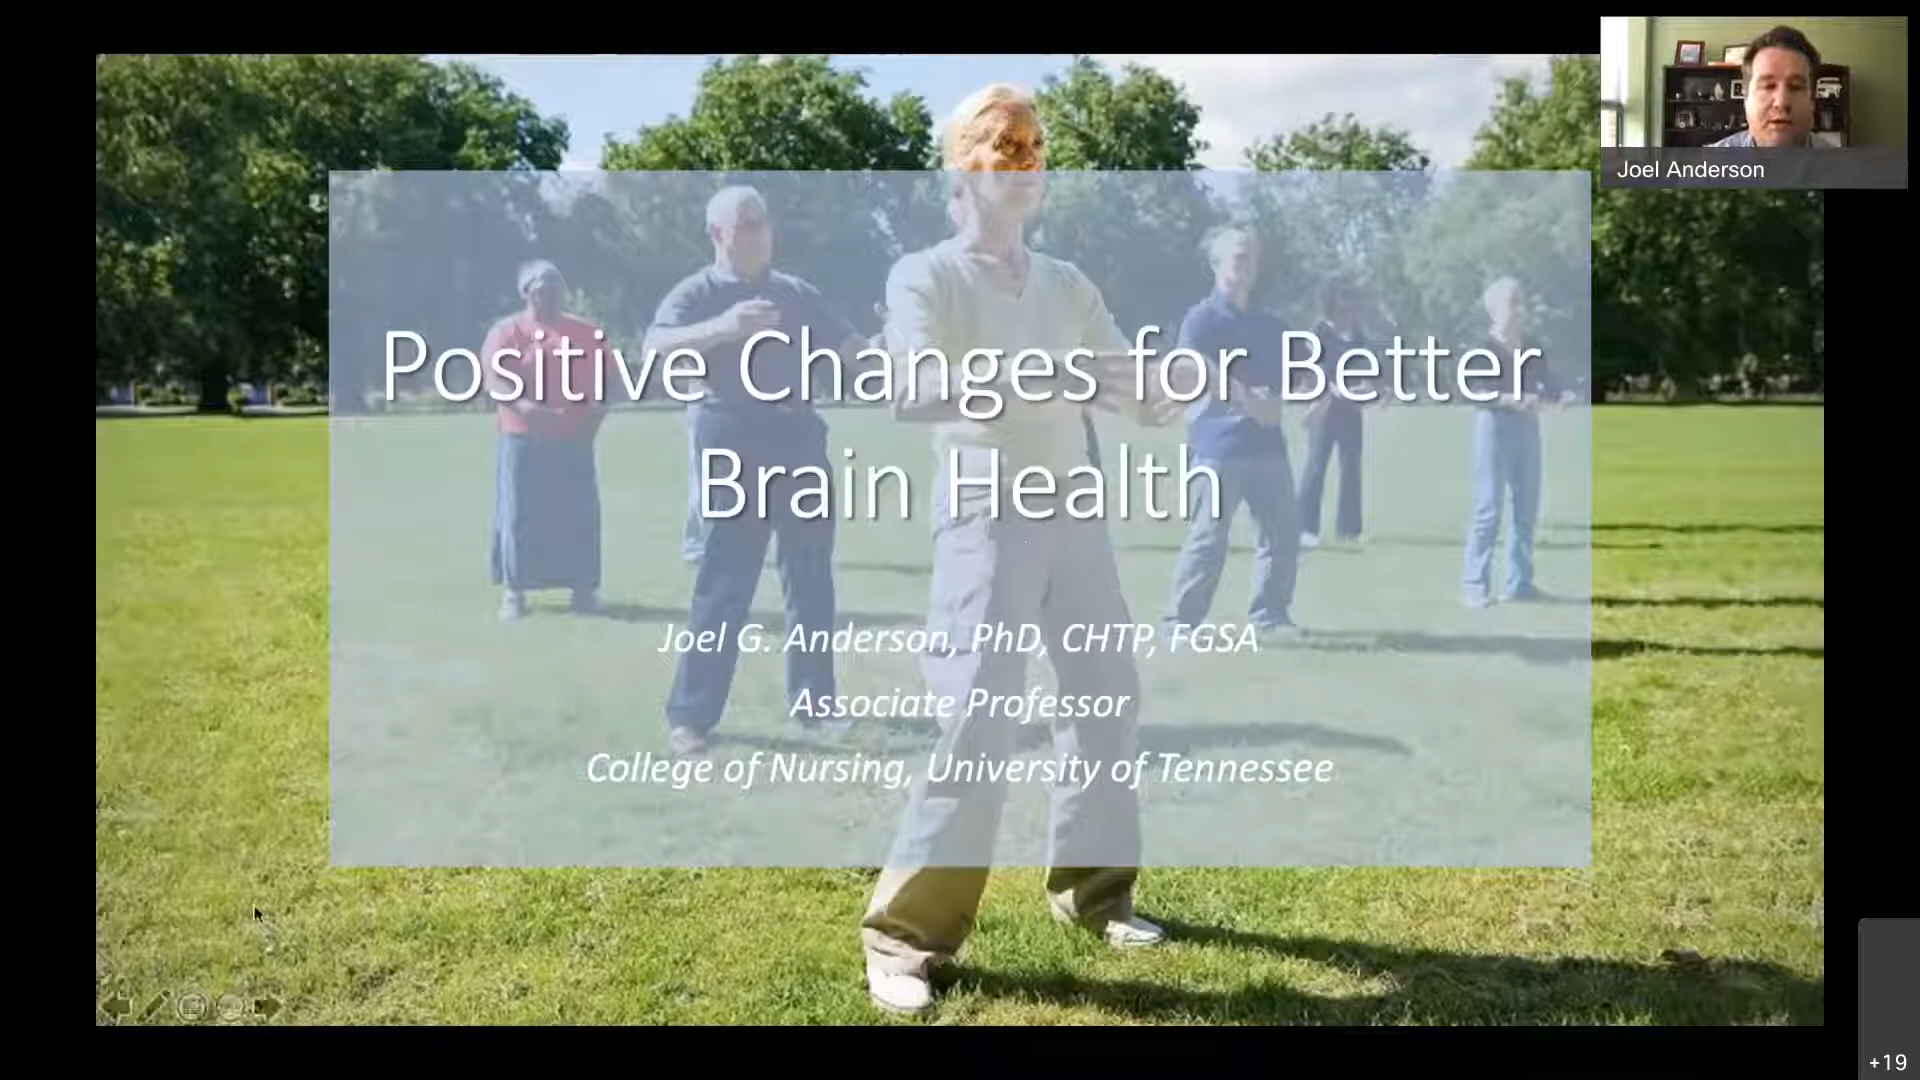 Joel Anderson
Positive Changes for Better
Brain Health
Joel G. Anderson, PhD, CHTP, FGSA
Associate Professor
College of Nursing, University of Tennessee
+19